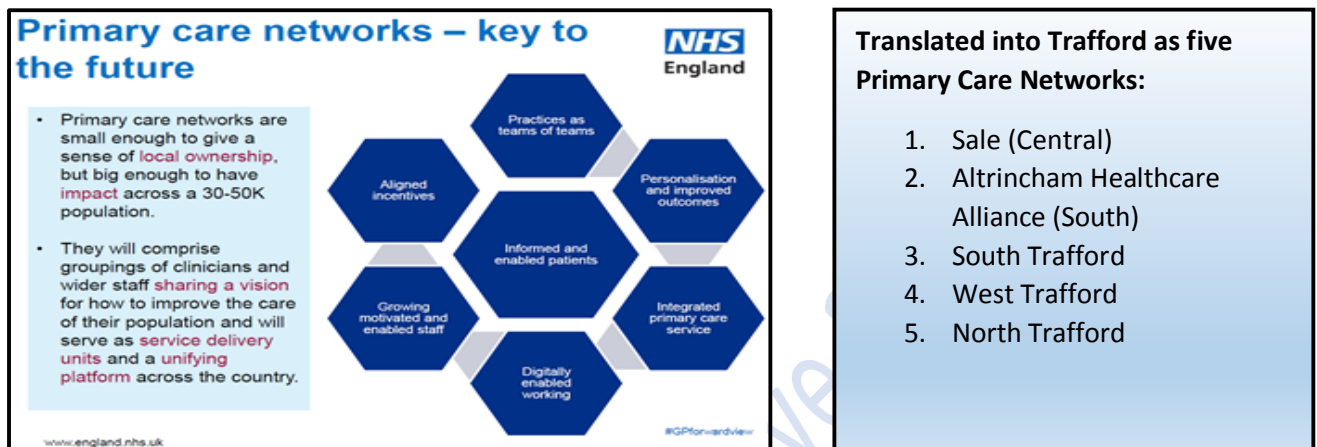 Primary care networks – key to
the future
NHS
England
• Primary care networks are
small enough to give a
sense of local ownership,
but big enough to have
impact across a 30-50K
population.
• They will comprise
groupings of clinicians and
wider staff sharing a vision
for how to improve the care
of their population and will
serve as service delivery
units and a unifying
platform across the country.
Practices as
teams of teams
Personalisation
and improved
outcomes
Aligned
incentives
Informed and
enabled patients
Growing
motivated and
enabled staff
Integrated
primary care
service
Digitally
enabled
working
www.england.nhs.uk
#GPforwardview
Translated into Trafford as five
Primary Care Networks:
1. Sale (Central)
2. Altrincham Healthcare
Alliance (South)
3. South Trafford
4. West Trafford
5. North Trafford